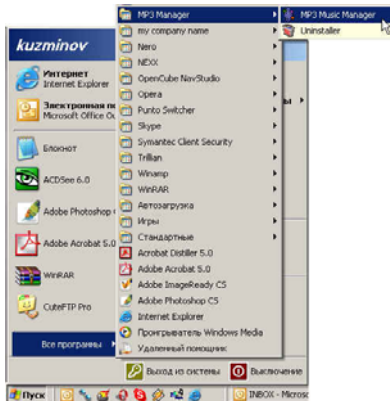 MP3 Manager
MP3 Music Manager
my company name
Uninstaller
Nero
NEXX
OpenCube NavStudio
Opera
Punto Switcher
Skype
Symantec Client Security
Trillian
Winamp
WinRAR
Автозагрузка
Игры
Стандартные
Acrobat Distiller 5.0
Adobe Acrobat 5.0
Adobe ImageReady CS
Adobe Photoshop CS
Internet Explorer
Проигрыватель Windows Media
Удаленный помощник
kuzminov
Интернет
Internet Explorer
Электронная
Microsoft Office
Блокнот
ACDSee 6.0
Adobe Photoshop
Adobe Acrobat 5.0
WinRAR
CuteFTP Pro
Все программы
Выход из системы
Выключение
Пуск
INBOX - Micros